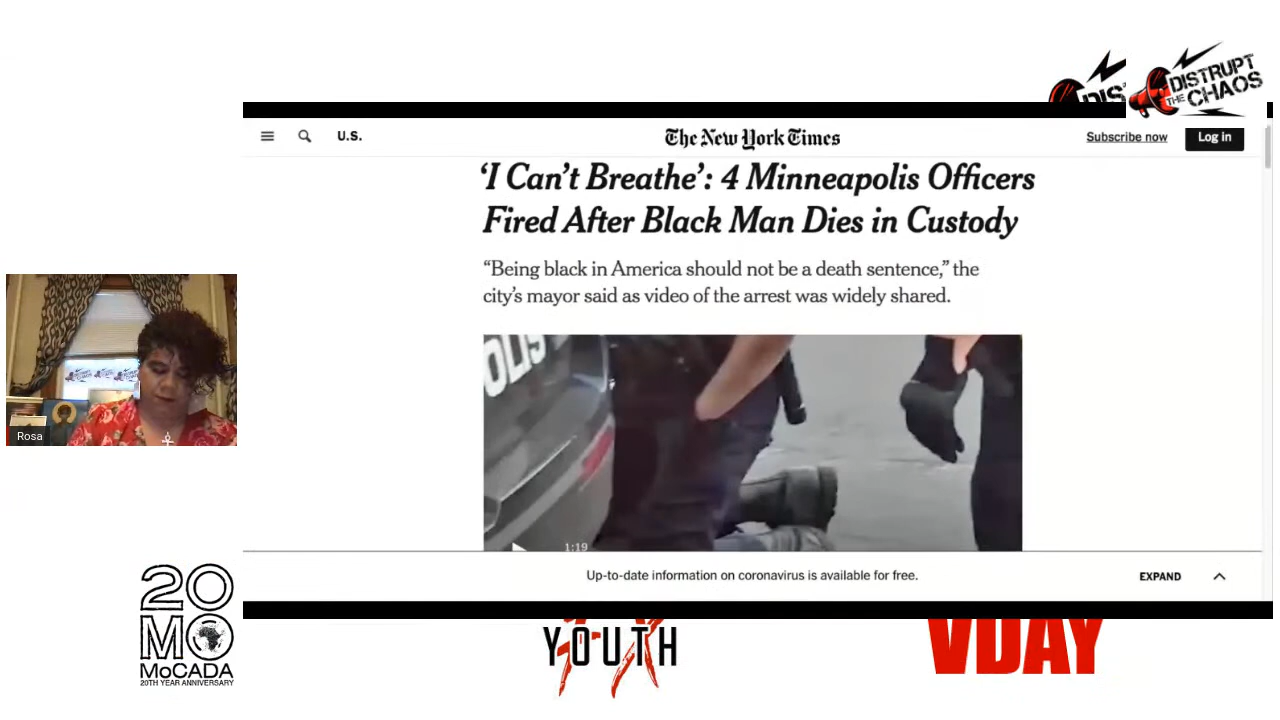 DISTRUPT
THE CHAOS
DIS
U.S.
The New York Times
Subscribe now
Log in
‘I Can’t Breathe’: 4 Minneapolis Officers
Fired After Black Man Dies in Custody
“Being black in America should not be a death sentence,” the
city’s mayor said as video of the arrest was widely shared.
OLIS
1:19
Rosa
Up-to-date information on coronavirus is available for free.
EXPAND
20
MO
MoCADA
20TH YEAR ANNIVERSARY
YOUTH
VDAY